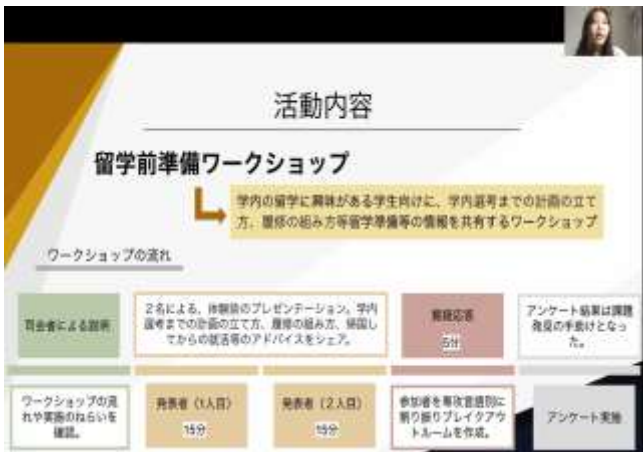 活動内容
留学前準備ワークショップ
学内の留学に興味がある学生向けに、学内選考までの計画の立て
方、履修の組み方等留学準備等の情報を共有するワークショップ
ワークショップの流れ
司会者による説明
2名による、体験談のプレゼンテーション。学内
選考までの計画の立て方、履修の組み方、帰国し
てからの就活等のアドバイスをシェア。
質疑応答
5分
アンケート結果は課題
発見の手助けとなっ
た。
ワークショップの流
れや実施のねらいを
確認。
発表者(1人目)
15分
発表者(2人目)
15分
参加者を専攻言語別に
割り振りブレイクアウ
トルームを作成。
アンケート実施